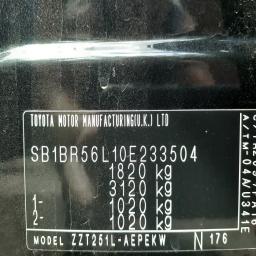 TOYOTA MOTOR MANUFACTURING(U.K.) LTD
SB1BR56L10E233504
1820 kg
3120 kg
1- 1020 kg
2- 1020 kg
MODEL ZZT251L-AEPEKW N 176